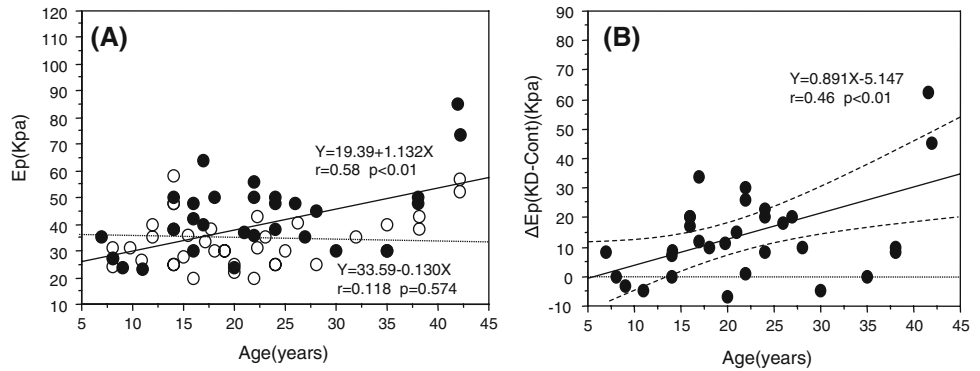 (A)
Ep(Kpa)
120
110
100
90
80
70
60
50
40
30
20
10
Y=19.39+1.132X
r=0.58 p<0.01
Y=33.59-0.130X
r=0.118 p=0.574
5 10 15 20 25 30 35 40 45
Age(years)
(B)
ΔEp(KD-Cont)(Kpa)
90
80
70
60
50
40
30
20
10
0
-10
Y=0.891X-5.147
r=0.46 p<0.01
5 10 15 20 25 30 35 40 45
Age(years)